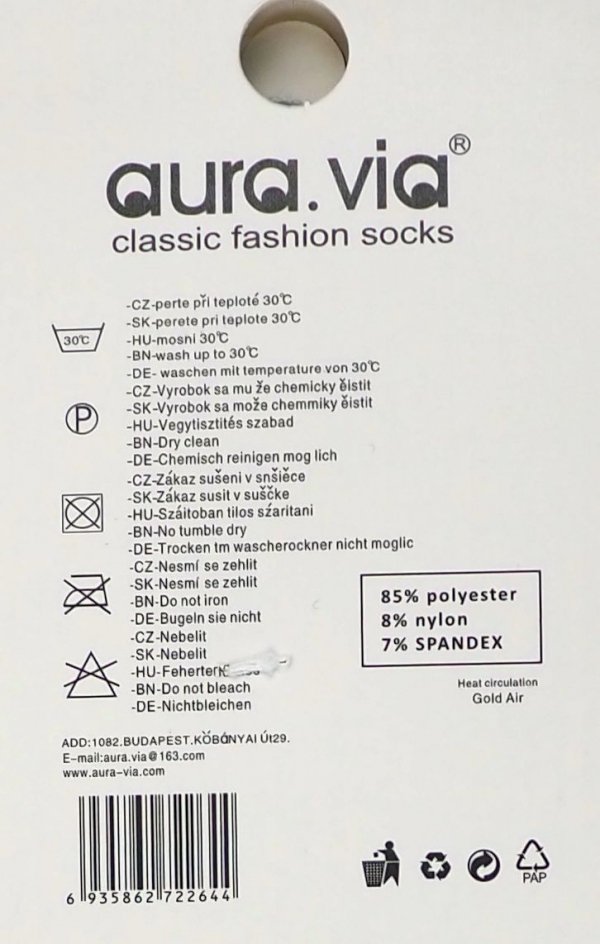 aura.via®
classic fashion socks
30℃
-CZ-perte při teploté 30℃
-SK-perete pri teplote 30℃
-HU-mosni 30℃
-BN-wash up to 30℃
-DE- waschen mit temperature von 30℃
P
-CZ-Vyrobok sa mu že chemicky ěistit
-SK-Vyrobok sa može chemmiky ěistit
-HU-Vegytisztités szabad
-BN-Dry clean
-DE-Chemisch reinigen mog lich
-CZ-Zákaz sušeni v snšiěce
-SK-Zákaz susit v suščke
-HU-Száitoban tilos szaritani
-BN-No tumble dry
-DE-Trocken tm wascherockner nicht moglic
-CZ-Nesmí se zehlit
-SK-Nesmí se zehlit
-BN-Do not iron
-DE-Bugeln sie nicht
-CZ-Nebelit
-SK-Nebelit
-HU-
-BN-Do not bleach
-DE-Nichtbleichen
85% polyester
8% nylon
7% SPANDEX
Heat circulation
Gold Air
ADD:1082.BUDAPEST.KŐBáNYAI Út29.
E-mail:aura.via@163.com
www.aura-via.com
6 935862 722644
PAP